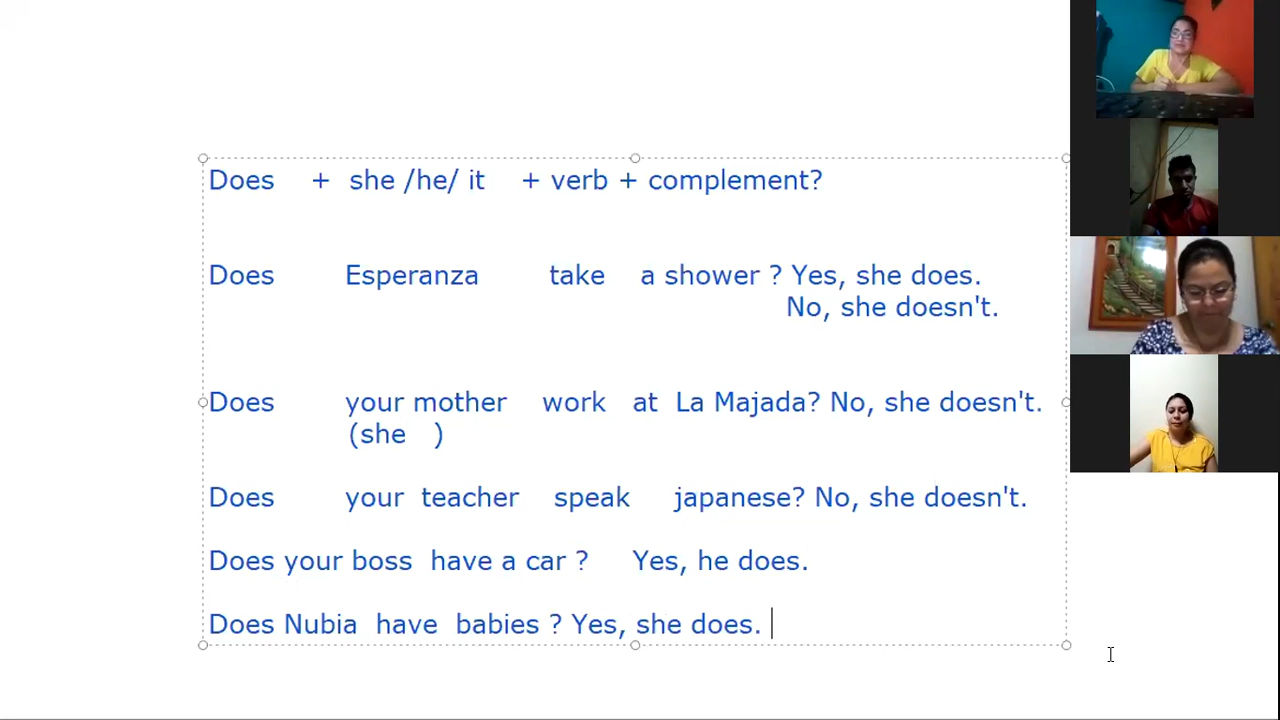 Does + she /he/ it + verb + complement?
Does Esperanza take a shower ? Yes, she does.
No, she doesn't.
Does your mother work at La Majada? No, she doesn't.
(she )
Does your teacher speak japanese? No, she doesn't.
Does your boss have a car ? Yes, he does.
Does Nubia have babies ? Yes, she does.